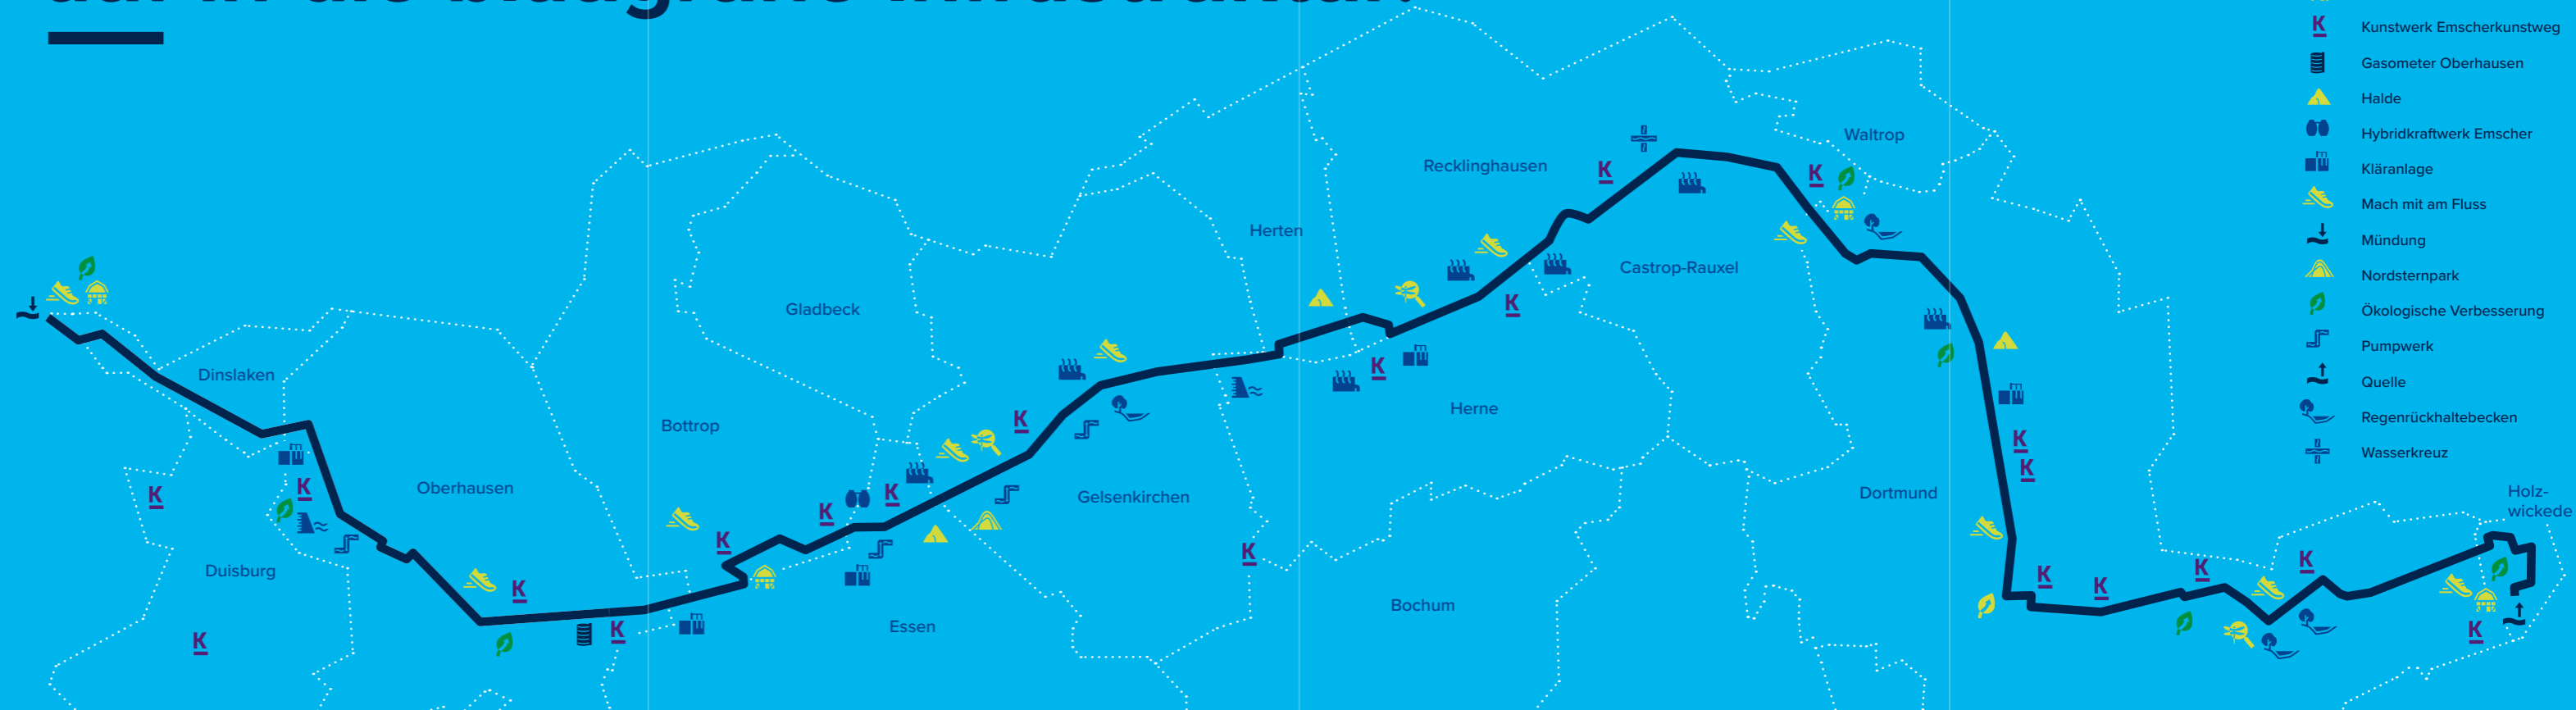 Kunstwerk Emscherkunstweg
Gasometer Oberhausen
Halde
Hybridkraftwerk Emscher
Kläranlage
Mach mit am Fluss
Mündung
Nordsternpark
Ökologische Verbesserung
Pumpwerk
Quelle
Regenrückhaltebecken
Wasserkreuz
Waltrop
Recklinghausen
Herten
Castrop-Rauxel
Gladbeck
Dinslaken
Herne
Bottrop
Oberhausen
Gelsenkirchen
Dortmund
Holz-
wickede
Duisburg
Bochum
Essen